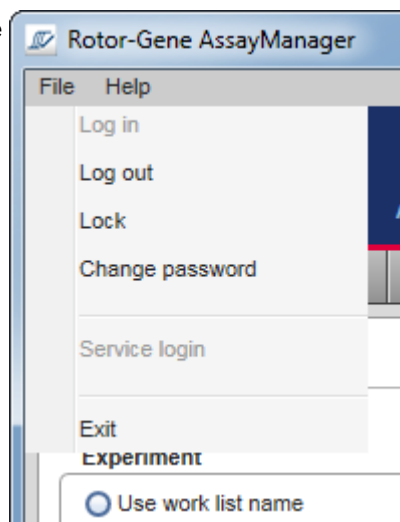 Rotor-Gene AssayManager
File Help
Log in
Log out
Lock
Change password
Service login
Exit
Experiment
Use work list name